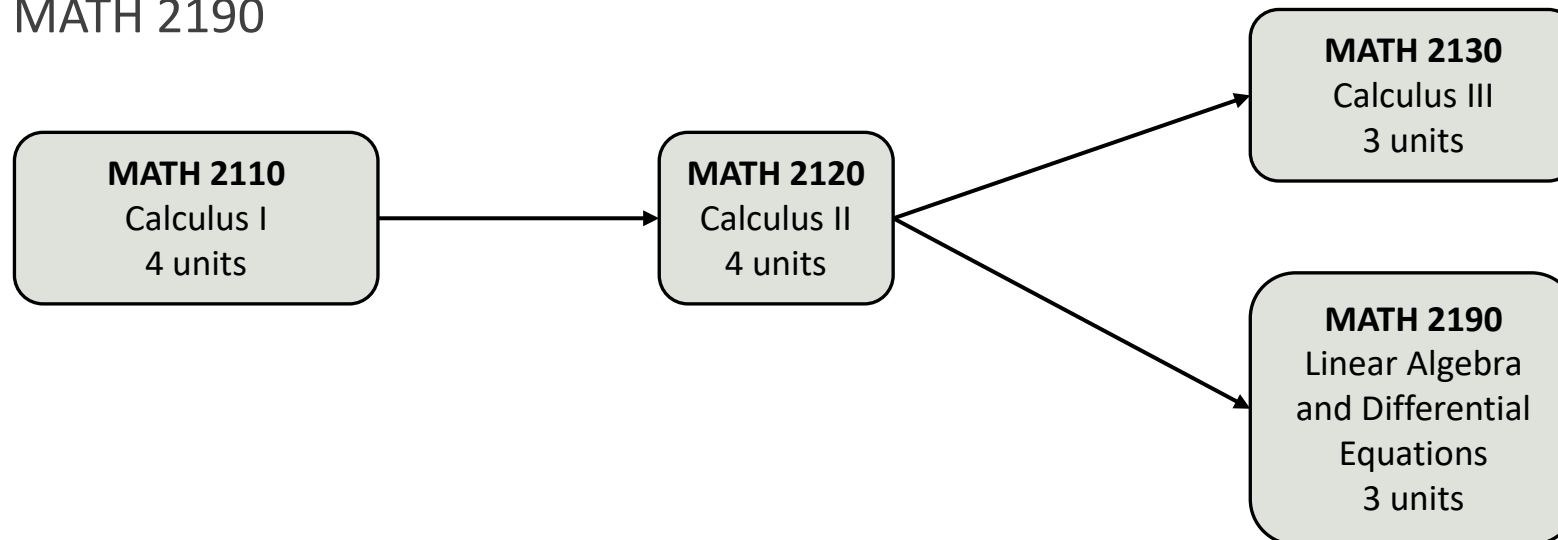 MATH 2190
MATH 2110
Calculus I
4 units
MATH 2120
Calculus II
4 units
MATH 2130
Calculus III
3 units
MATH 2190
Linear Algebra
and Differential
Equations
3 units